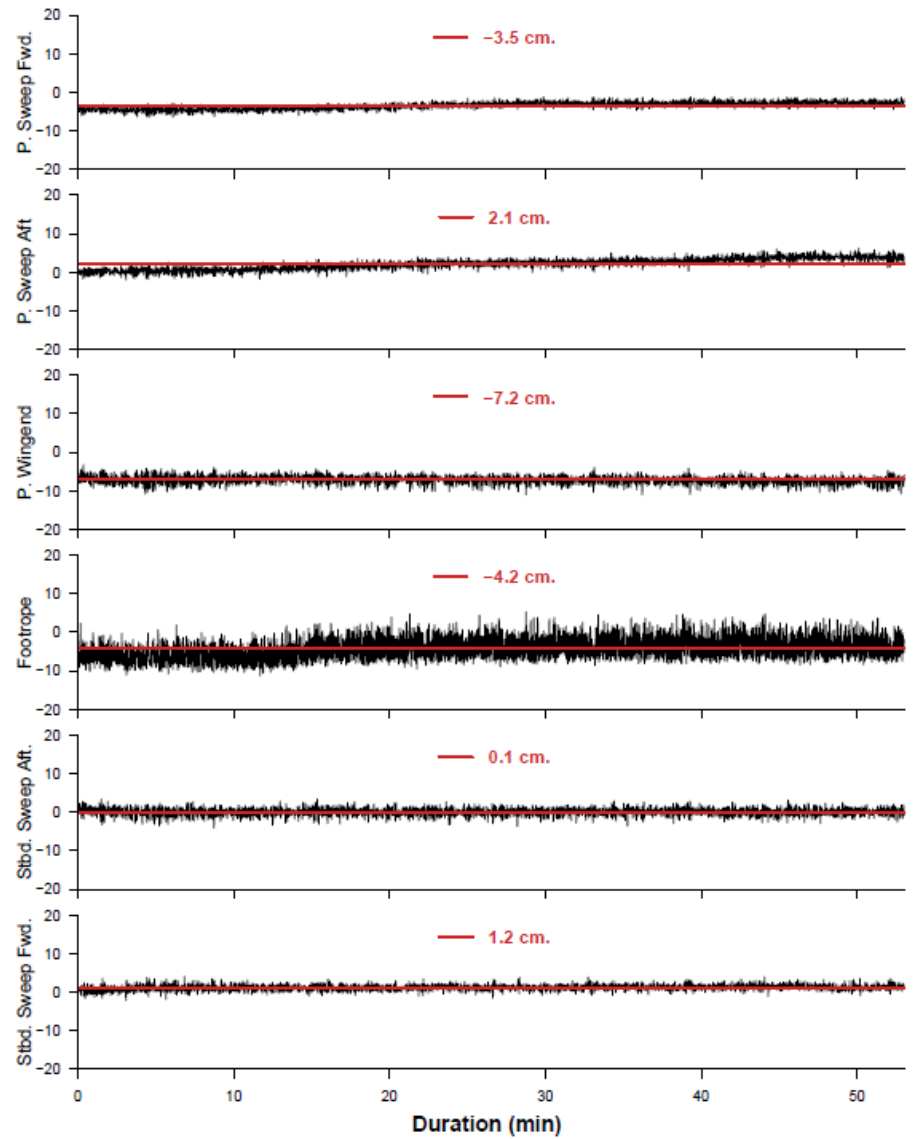 20
10
0
−10
−20
P. Sweep Fwd.
−3.5 cm.
20
10
0
−10
−20
P. Sweep Aft
2.1 cm.
20
10
0
−10
−20
P. Wingend
−7.2 cm.
20
10
0
−10
−20
Footrope
−4.2 cm.
20
10
0
−10
−20
Stbd. Sweep Aft.
0.1 cm.
20
10
0
−10
−20
Stbd. Sweep Fwd.
1.2 cm.
0 10 20 30 40 50
Duration (min)